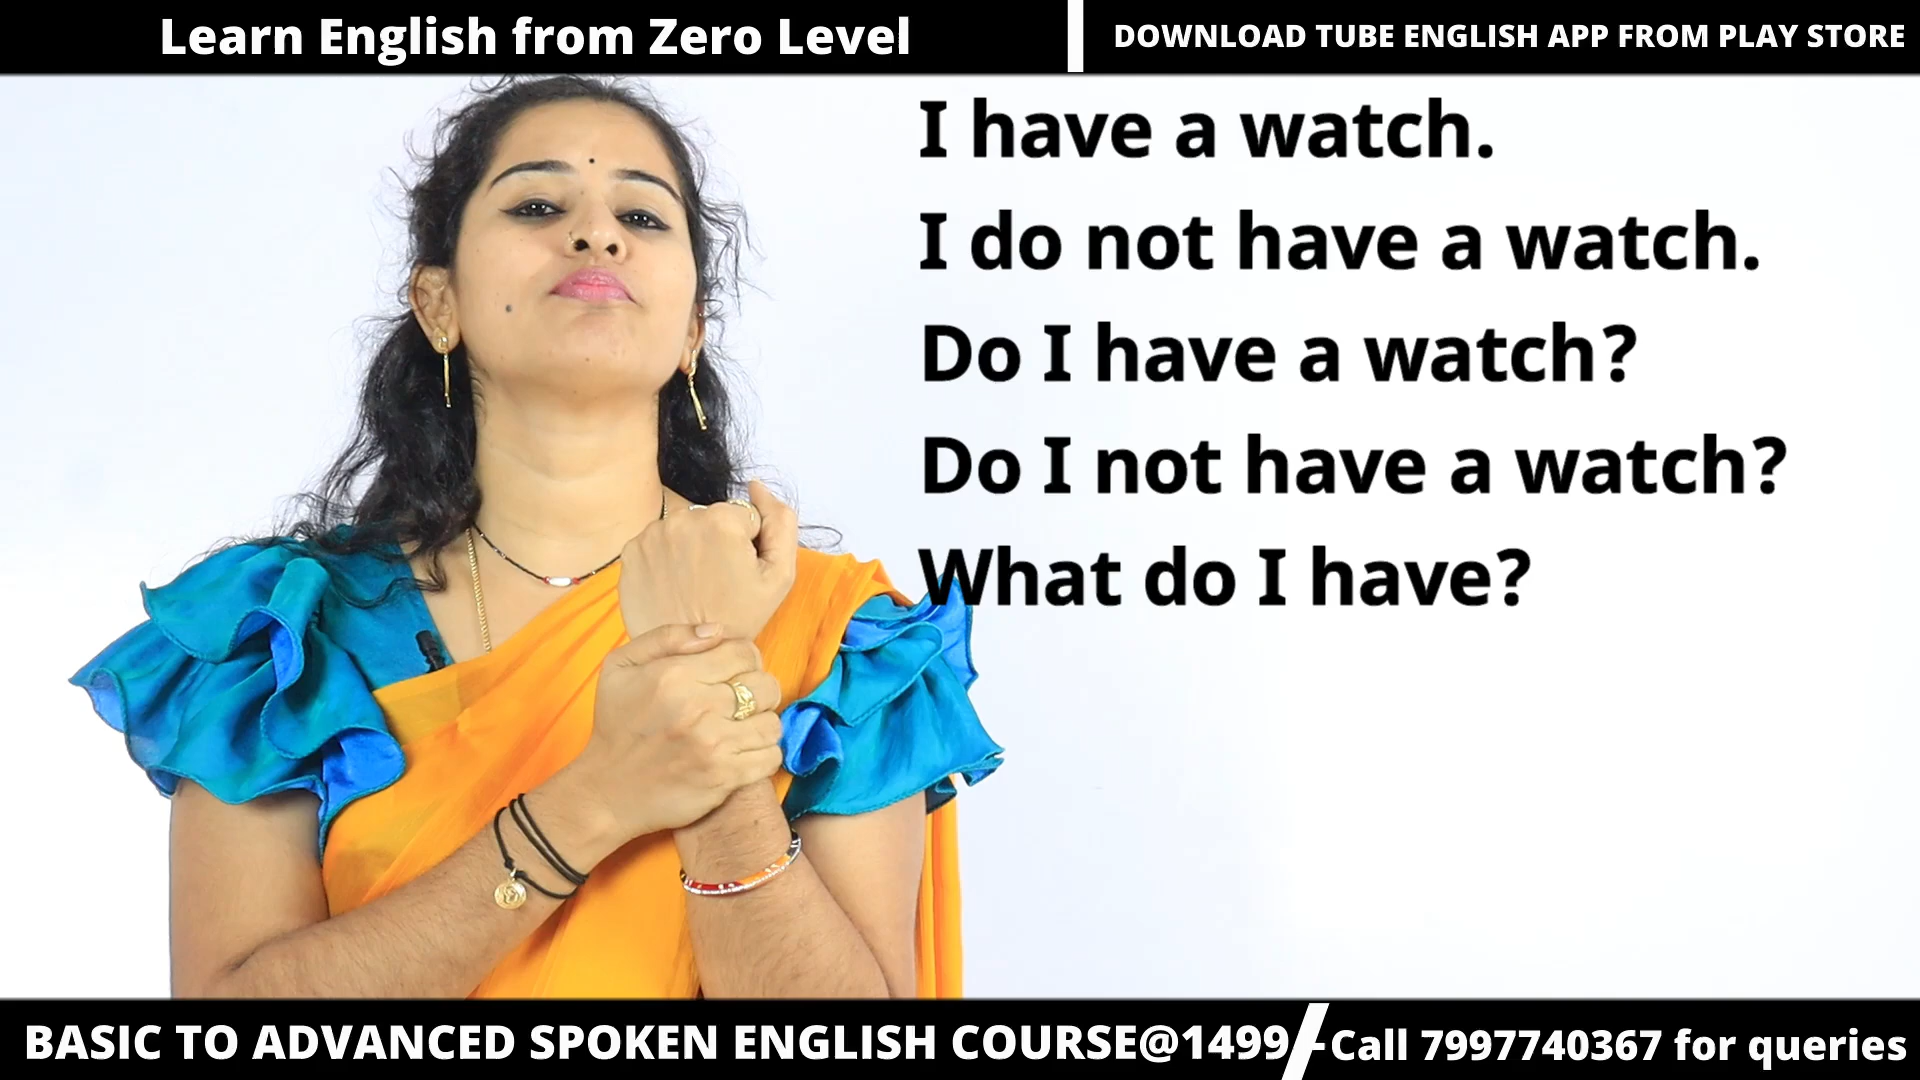 Learn English from Zero Level
DOWNLOAD TUBE ENGLISH APP FROM PLAY STORE
I have a watch.
I do not have a watch.
Do I have a watch?
Do I not have a watch?
What do I have?
BASIC TO ADVANCED SPOKEN ENGLISH COURSE@1499/-
Call 7997740367 for queries